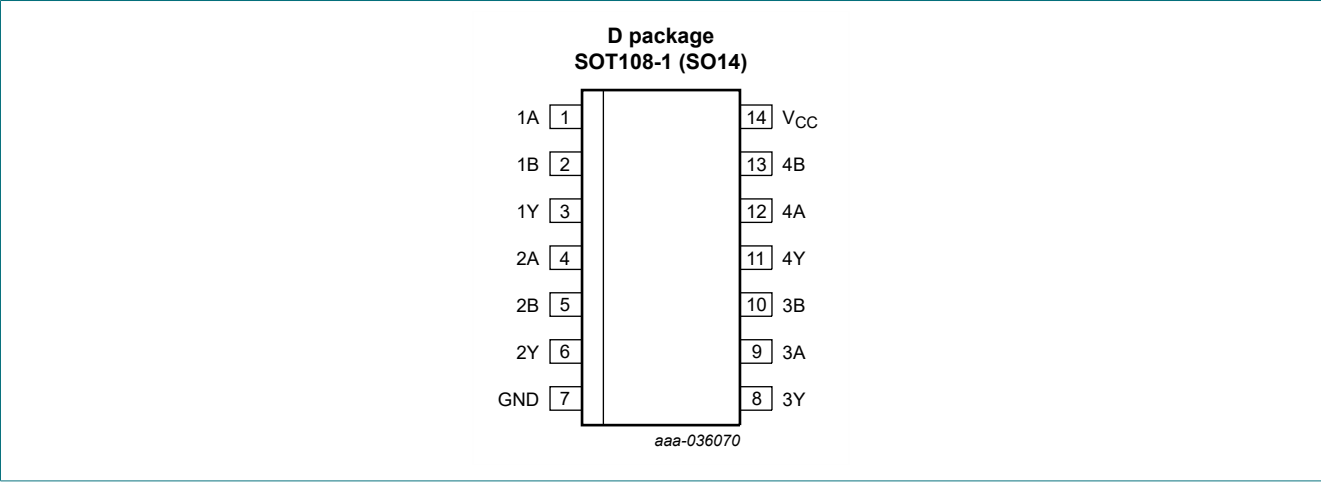 D package
SOT108-1 (SO14)
1A 1 14 VCC
1B 2 13 4B
1Y 3 12 4A
2A 4 11 4Y
2B 5 10 3B
2Y 6 9 3A
GND 7 8 3Y
aaa-036070